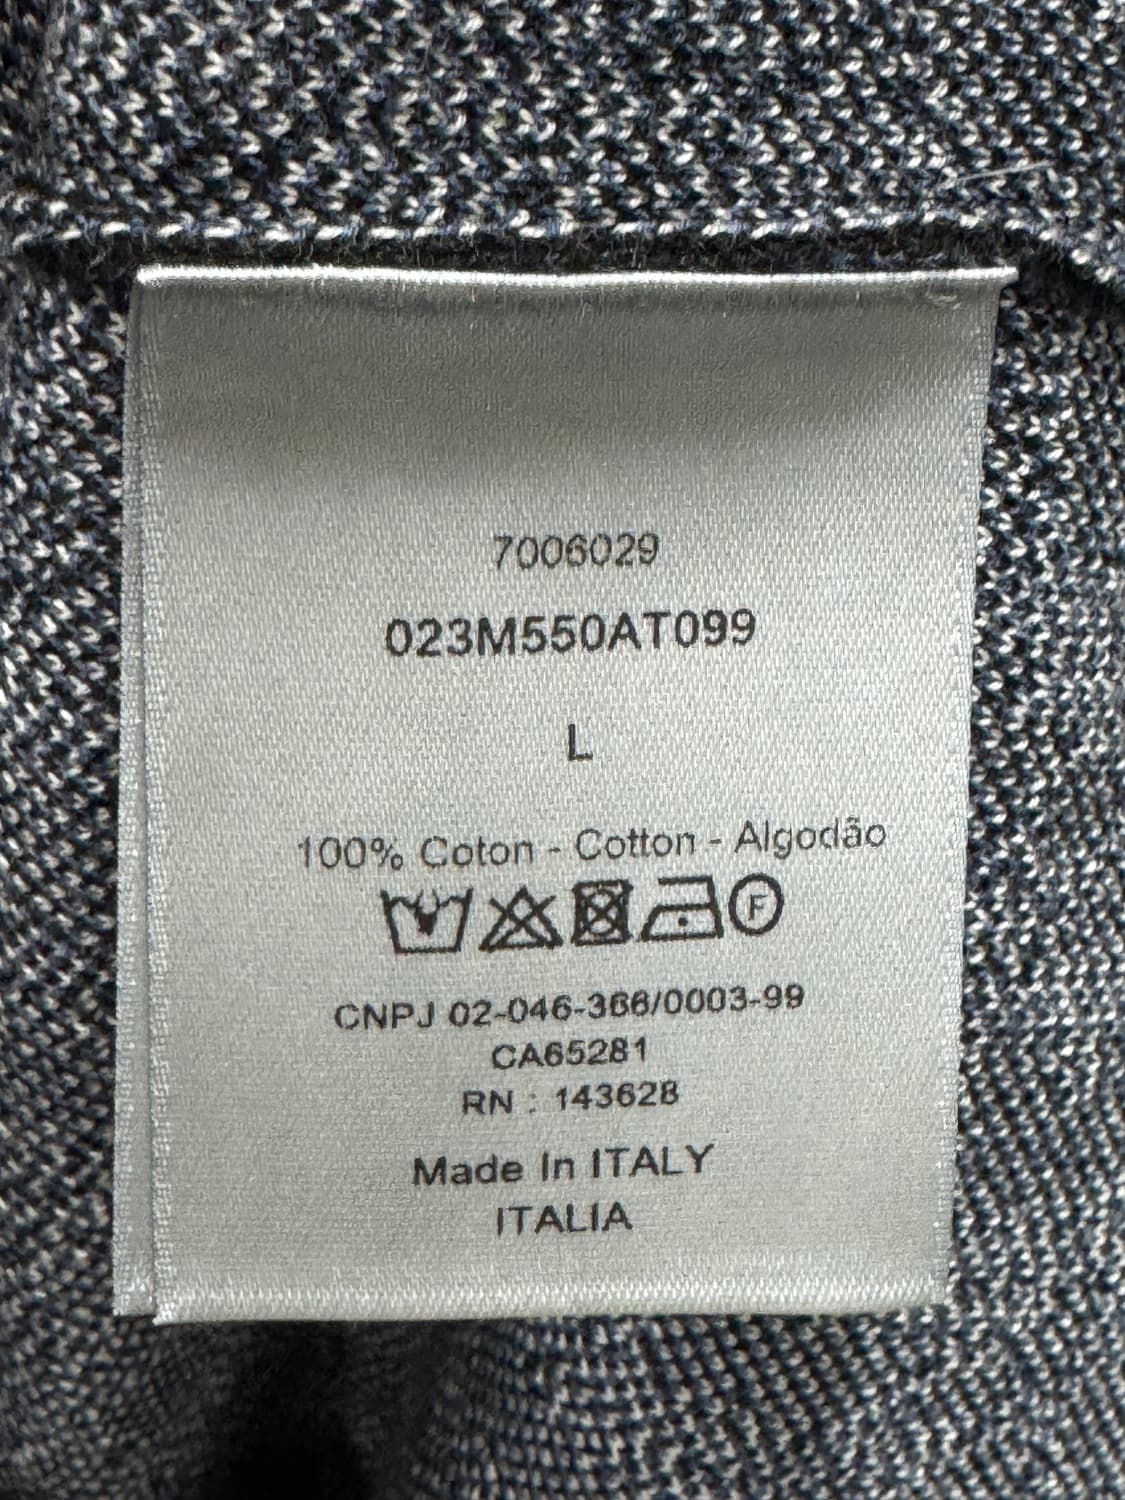 7006029
023M550AT099
L
100% Coton - Cotton - Algodão
F
CNPJ 02-046-366/0003-99
CA65281
RN : 143628
Made In ITALY
ITALIA